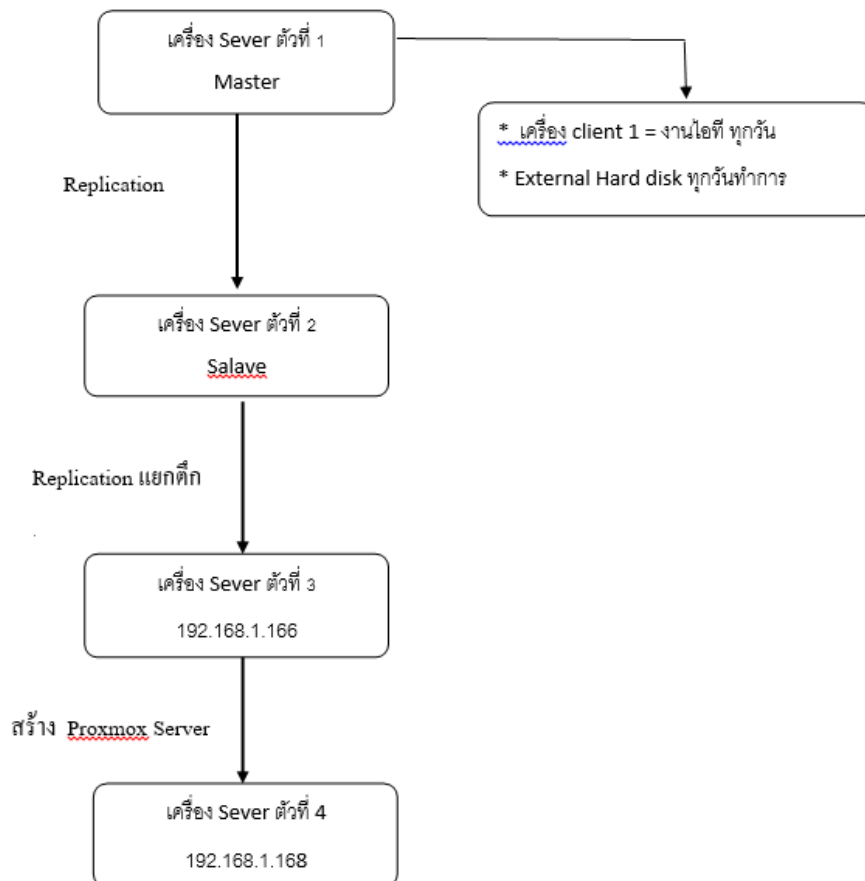 เครื่อง Sever ตัวที่ 1
Master
* เครื่อง client 1 = งานไอที ทุกวัน
* External Hard disk ทุกวันทำการ
Replication
เครื่อง Sever ตัวที่ 2
Salave
Replication แยกตึก
เครื่อง Sever ตัวที่ 3
192.168.1.166
สร้าง Proxmox Server
เครื่อง Sever ตัวที่ 4
192.168.1.168